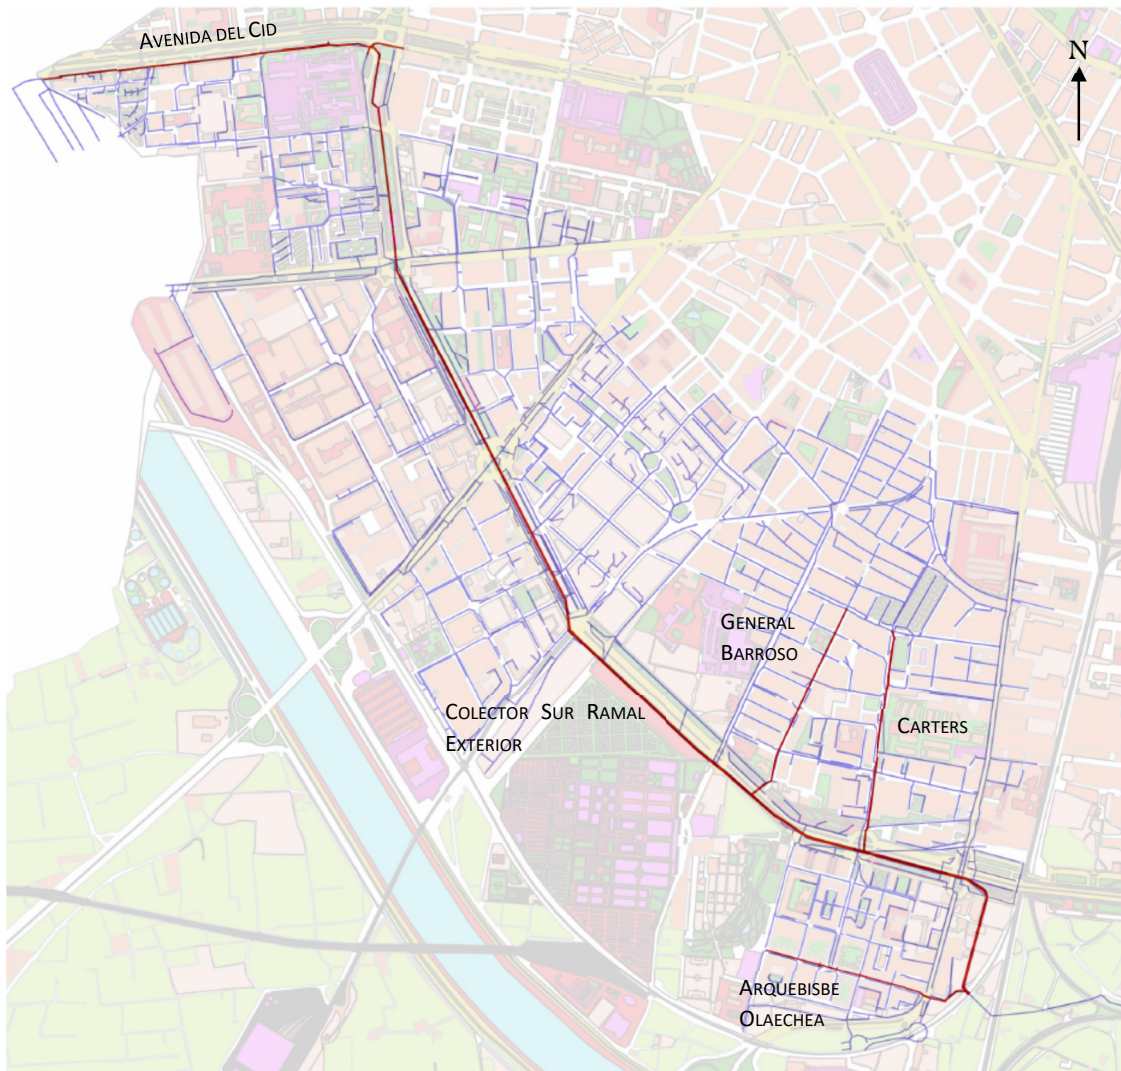 AVENIDA DEL CID
N
GENERAL
BARROSO
COLECTOR SUR RAMAL
EXTERIOR
CARTERS
ARQUEBISBE
OLAECHEA